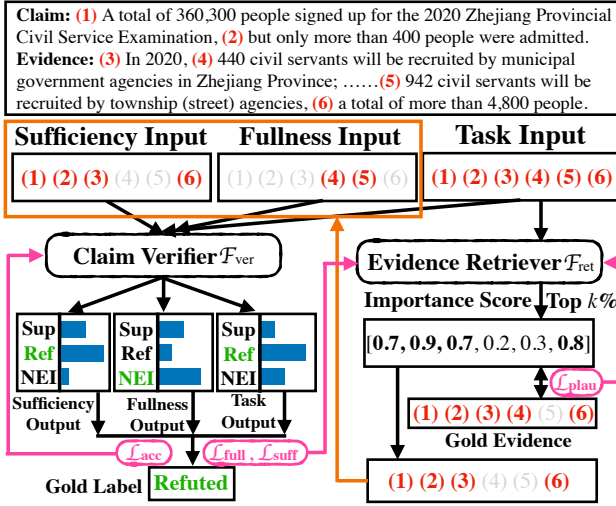 Claim: (1) A total of 360,300 people signed up for the 2020 Zhejiang Provincial
Civil Service Examination, (2) but only more than 400 people were admitted.
Evidence: (3) In 2020, (4) 440 civil servants will be recruited by municipal
government agencies in Zhejiang Province; ……(5) 942 civil servants will be
recruited by township (street) agencies, (6) a total of more than 4,800 people.
Sufficiency Input Fullness Input Task Input
(1) (2) (3) (4) (5) (6) (1) (2) (3) (4) (5) (6) (1) (2) (3) (4) (5) (6)
Claim Verifier ℱver
Evidence Retriever ℱret
Importance Score Top k%
Sup Sup Sup
Ref Ref Ref
NEI NEI NEI
[0.7, 0.9, 0.7, 0.2, 0.3, 0.8]
Sufficiency Output
Fullness Output
Task Output
ℒplau
(1) (2) (3) (4) (5) (6)
Gold Evidence
ℒacc
ℒfull , ℒsuff
Gold Label Refuted
(1) (2) (3) (4) (5) (6)